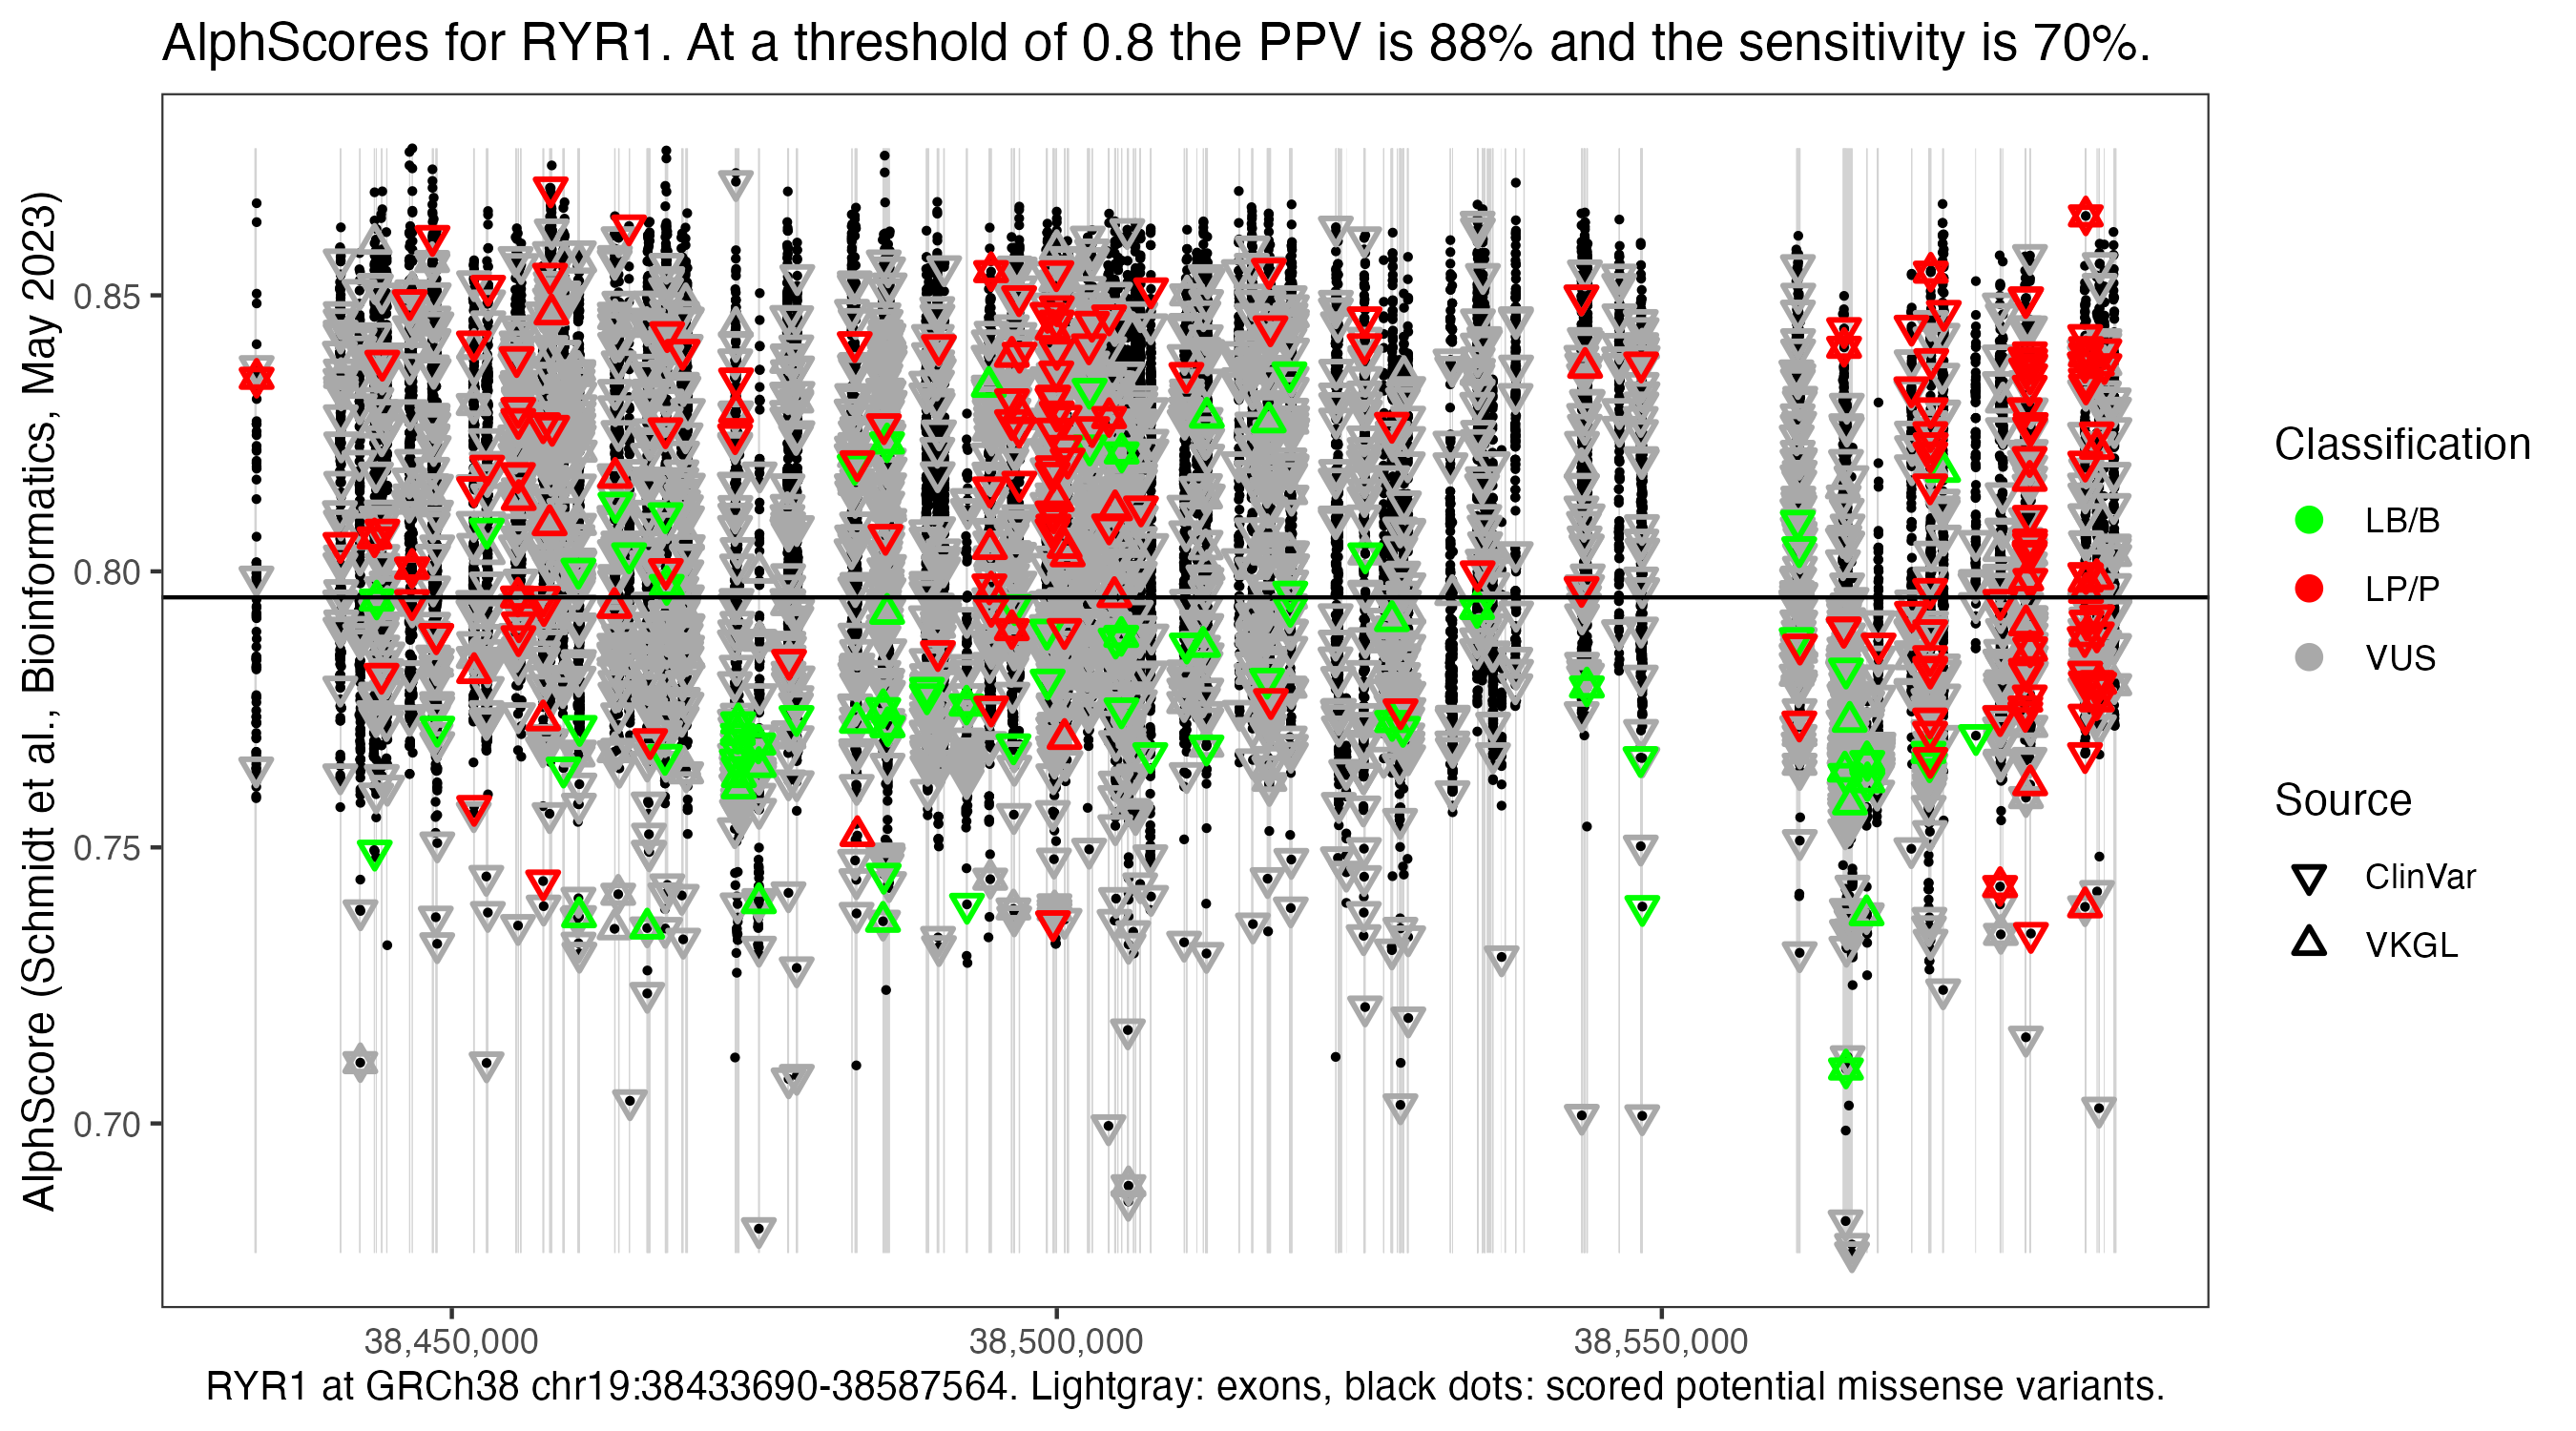 AlphScores for RYR1. At a threshold of 0.8 the PPV is 88% and the sensitivity is 70%.
AlphScore (Schmidt et al., Bioinformatics, May 2023)
0.85
0.80
0.75
0.70
38,450,000
38,500,000
38,550,000
RYR1 at GRCh38 chr19:38433690-38587564. Lightgray: exons, black dots: scored potential missense variants.
Classification
LB/B
LP/P
VUS
Source
ClinVar
VKGL